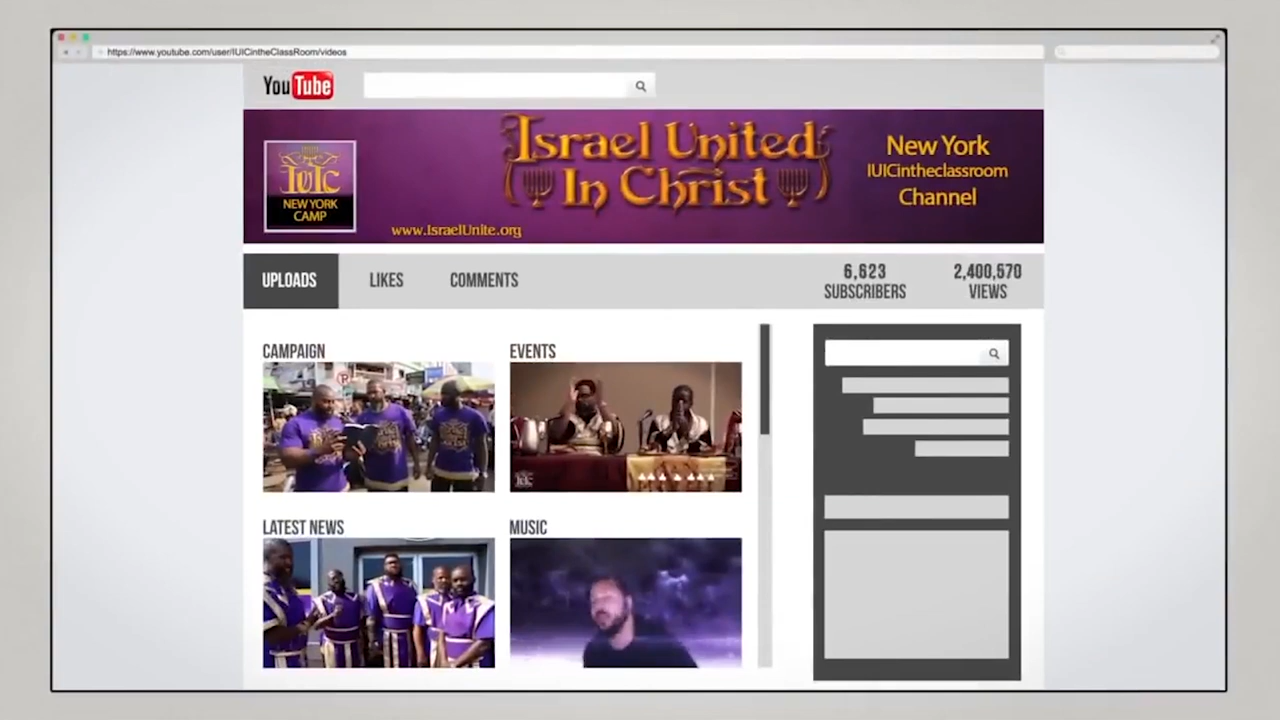 https://www.youtube.com/user/IUICintheClassRoom/videos
YouTube
Israel United
In Christ
New York
IUICintheclassroom
Channel
IUIC
NEW YORK
CAMP
www.IsraelUnite.org
UPLOADS
LIKES
COMMENTS
6,623
SUBSCRIBERS
2,400,570
VIEWS
CAMPAIGN
EVENTS
P
IUIC
LATEST NEWS
MUSIC